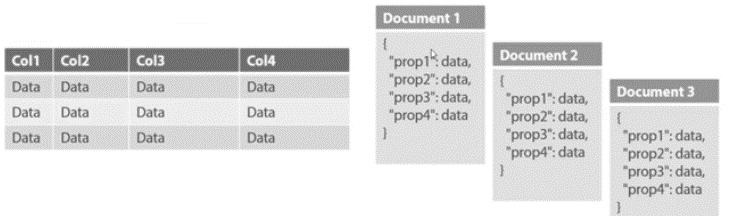 Col1 Col2 Col3 Col4
Data Data Data Data
Data Data Data Data
Data Data Data Data
Document 1
{
"prop1": data,
"prop2": data,
"prop3": data,
"prop4": data
}
Document 2
{
"prop1": data,
"prop2": data,
"prop3": data,
"prop4": data
}
Document 3
{
"prop1": data,
"prop2": data,
"prop3": data,
"prop4": data
}